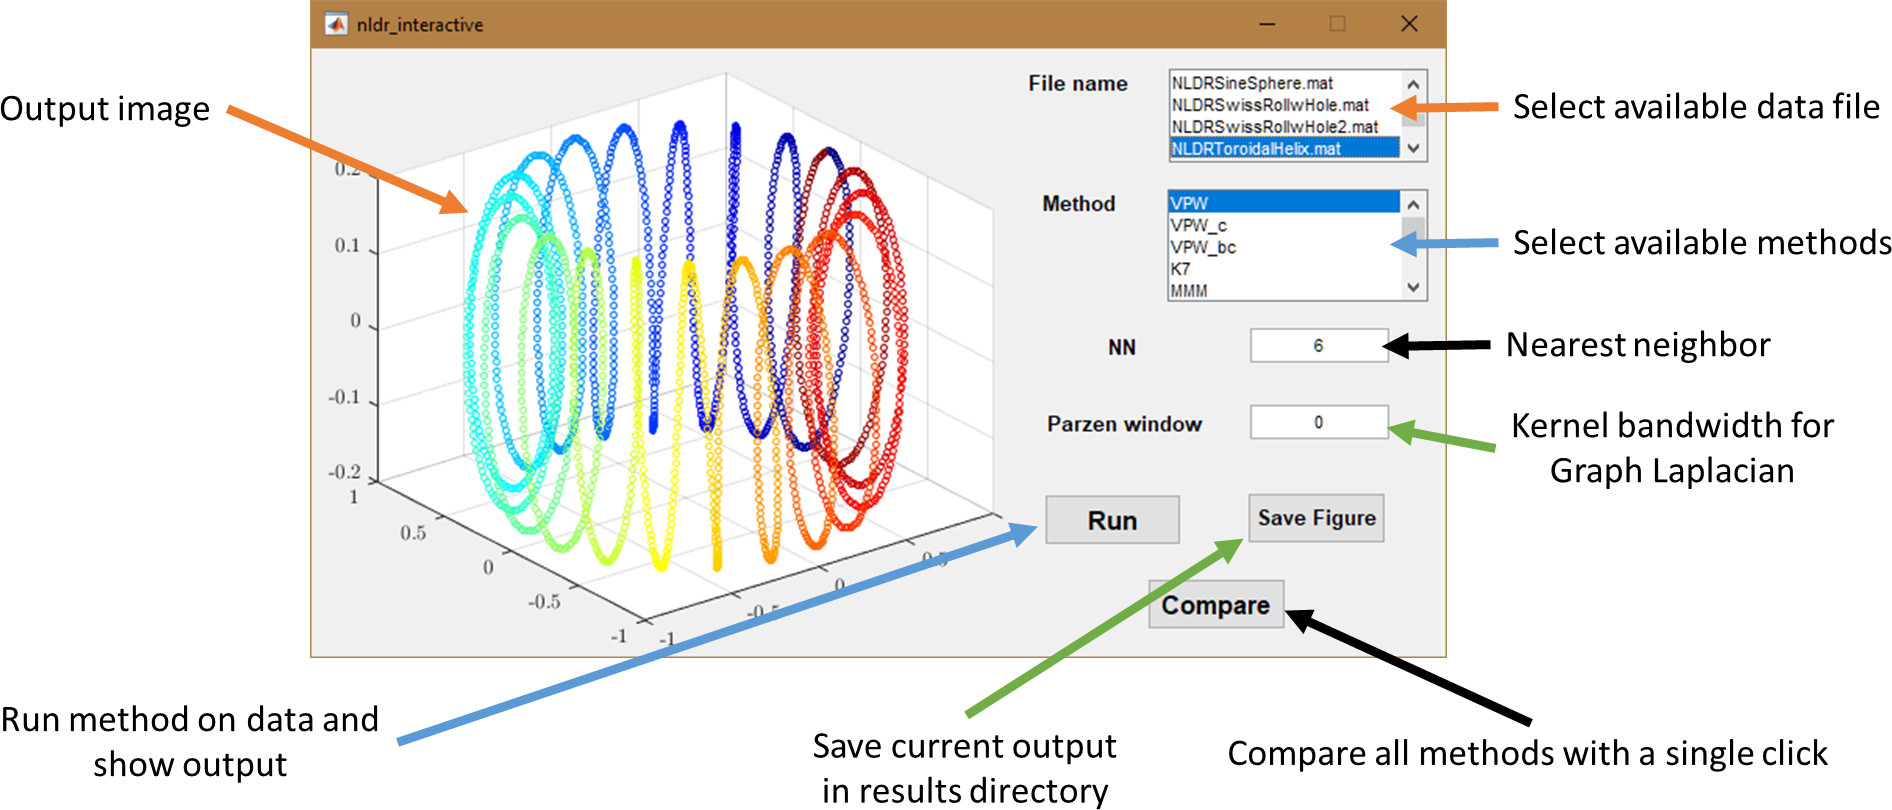 nldr_interactive
Output image
0.2
0.1
0
-0.1
-0.2
1
0.5
0
-0.5
-1
-1
-0.5
0
0.5
File name
NLDRSineSphere.mat
NLDRSwissRollwHole.mat
NLDRSwissRollwHole2.mat
NLDRToroidalHelix.mat
Select available data file
Method
VPW
VPW_c
VPW_bc
K7
MMM
Select available methods
NN
6
Nearest neighbor
Parzen window
0
Kernel bandwidth for
Graph Laplacian
Run
Save Figure
Compare
Run method on data and
show output
Save current output
in results directory
Compare all methods with a single click